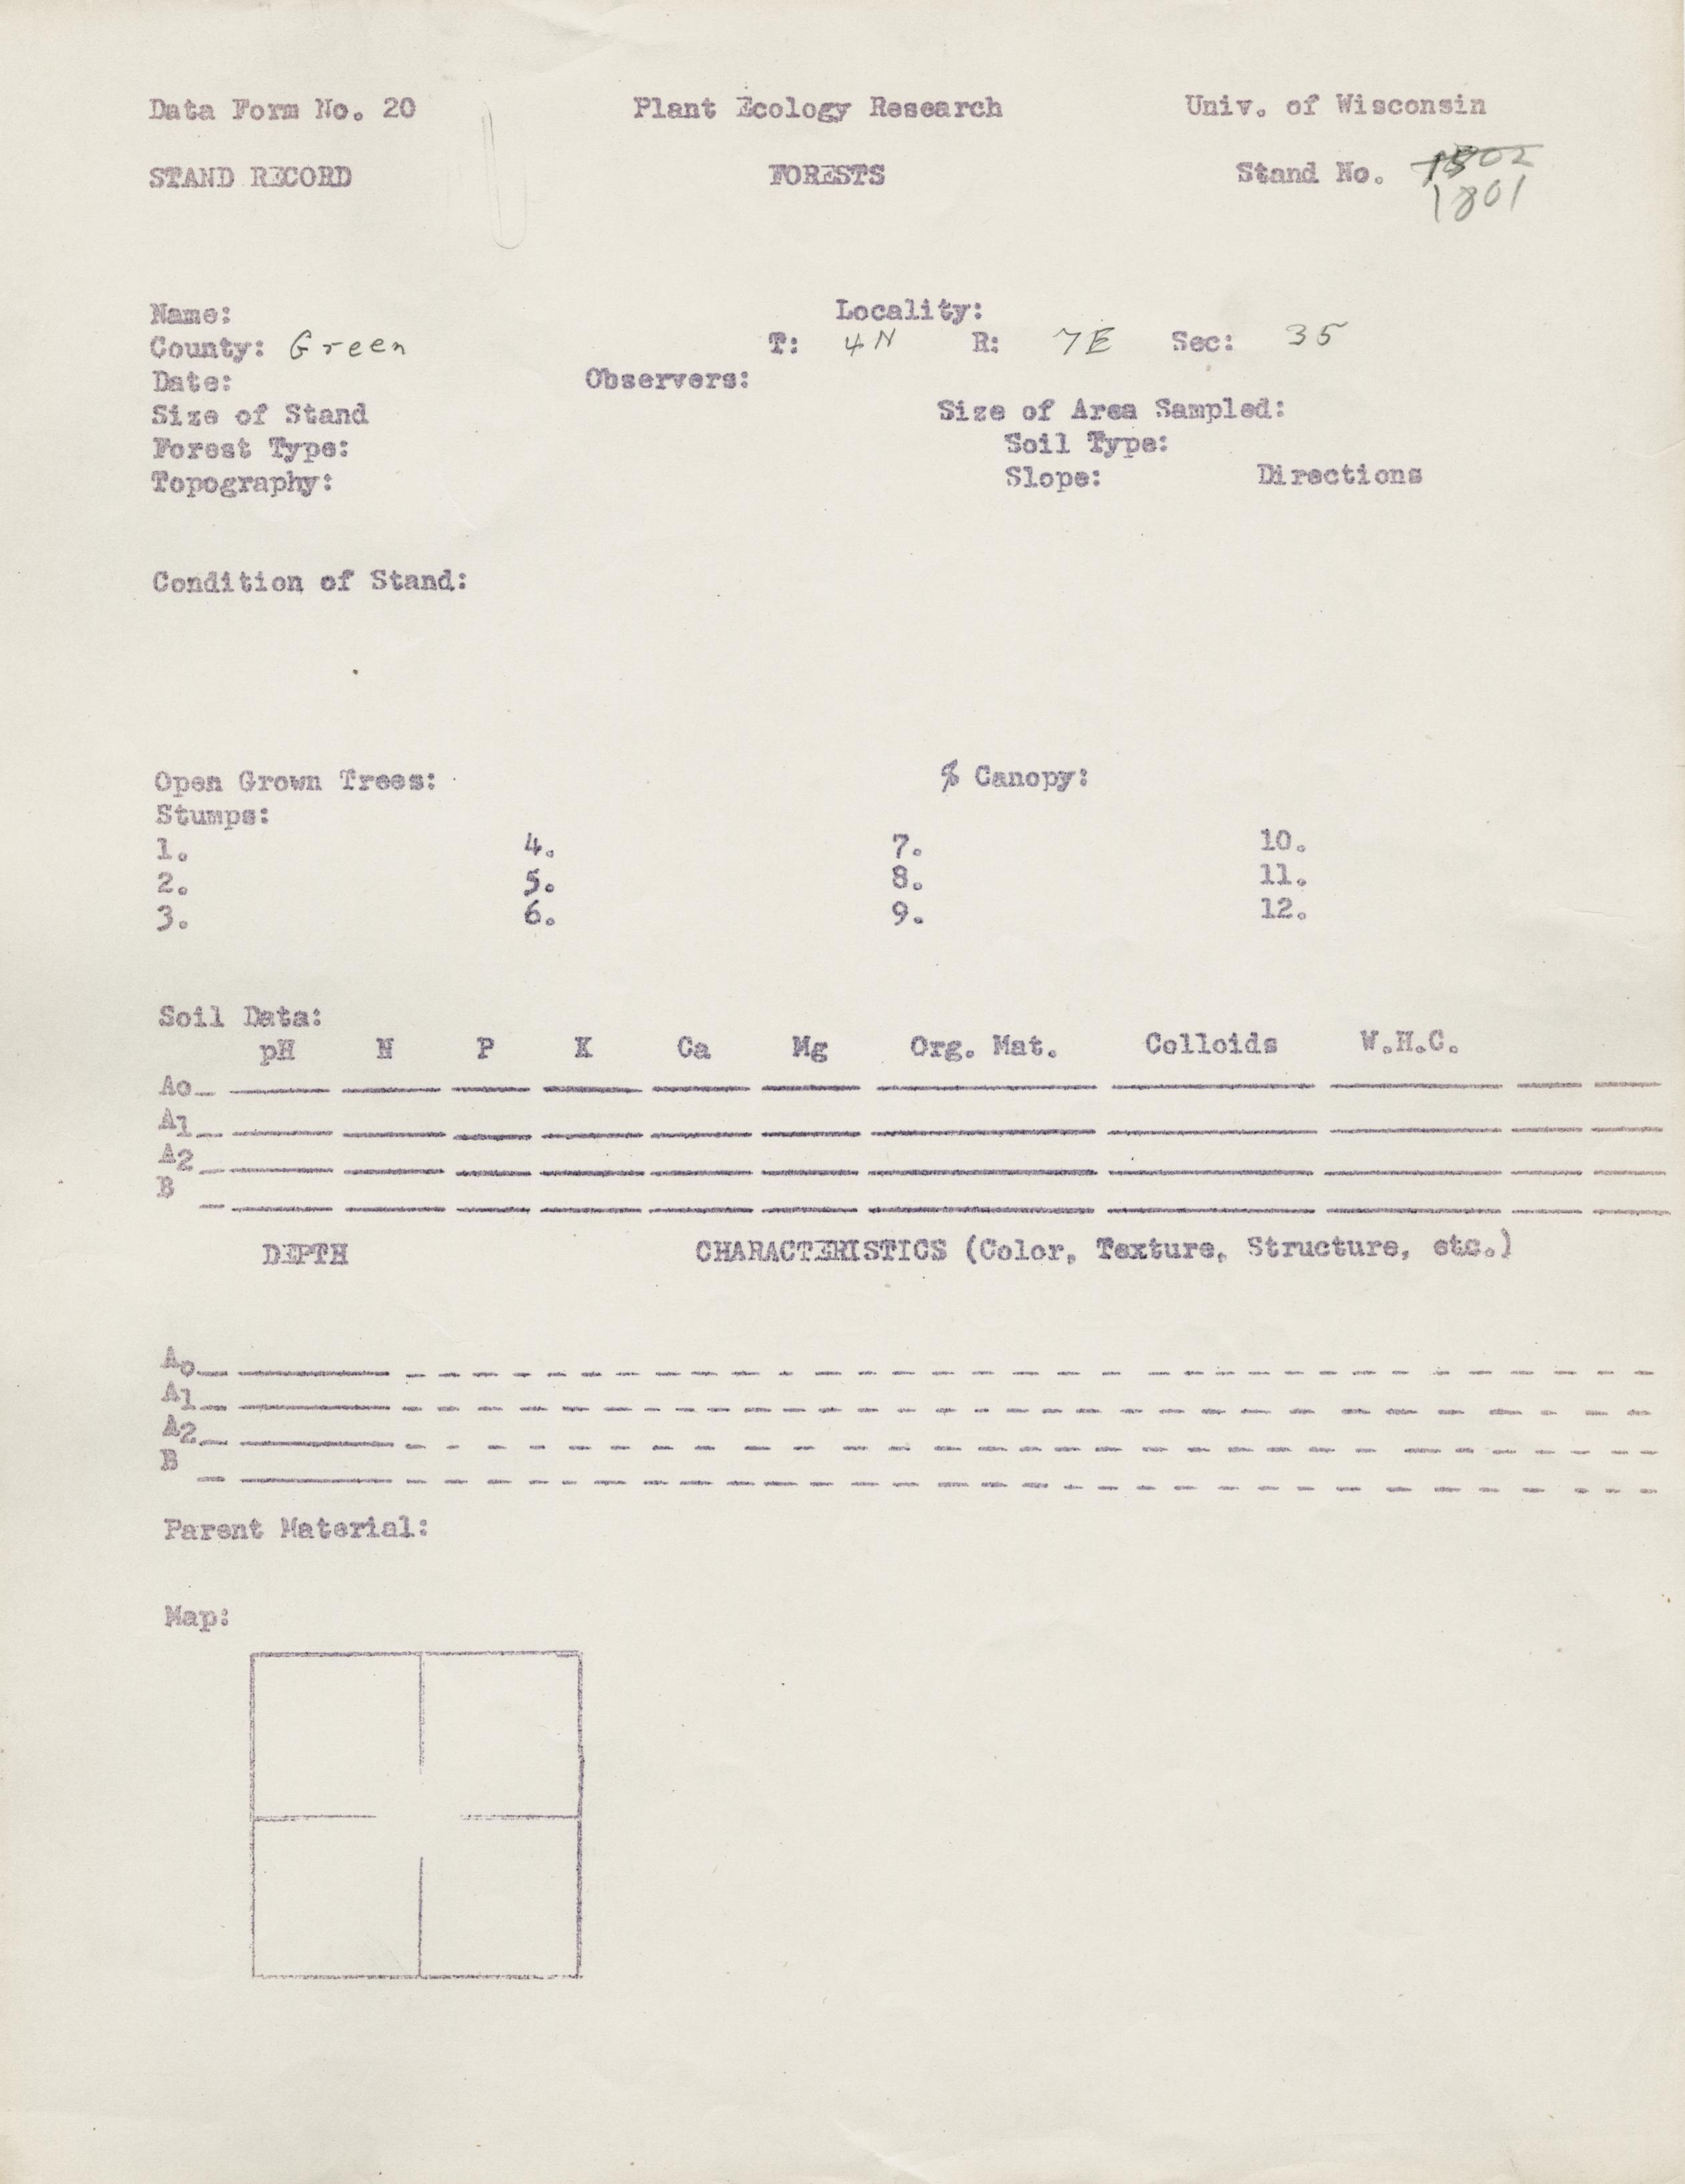 Data Form No. 20 Plant Ecology Research Univ. of Wisconsin
STAND RECORD FORESTS Stand No. 1802
1801
Name: Locality:
County: Green T: 4N R: 7E Sec: 35
Date: Observers:
Size of Stand Size of Area Sampled:
Forest Type: Soil Type:
Topography: Slope: Directions
Condition of Stand:
Open Grown Trees: % Canopy:
Stumps:
1. 4. 7. 10.
2. 5. 8. 11.
3. 6. 9. 12.
Soil Data:
pH N P K Ca Mg Org. Mat. Colloids W.H.C.
Ao
A1
A2
B
DEPTH CHARACTERISTICS (Color, Texture, Structure, etc.)
Ao
A1
A2
B
Parent Material:
Map: